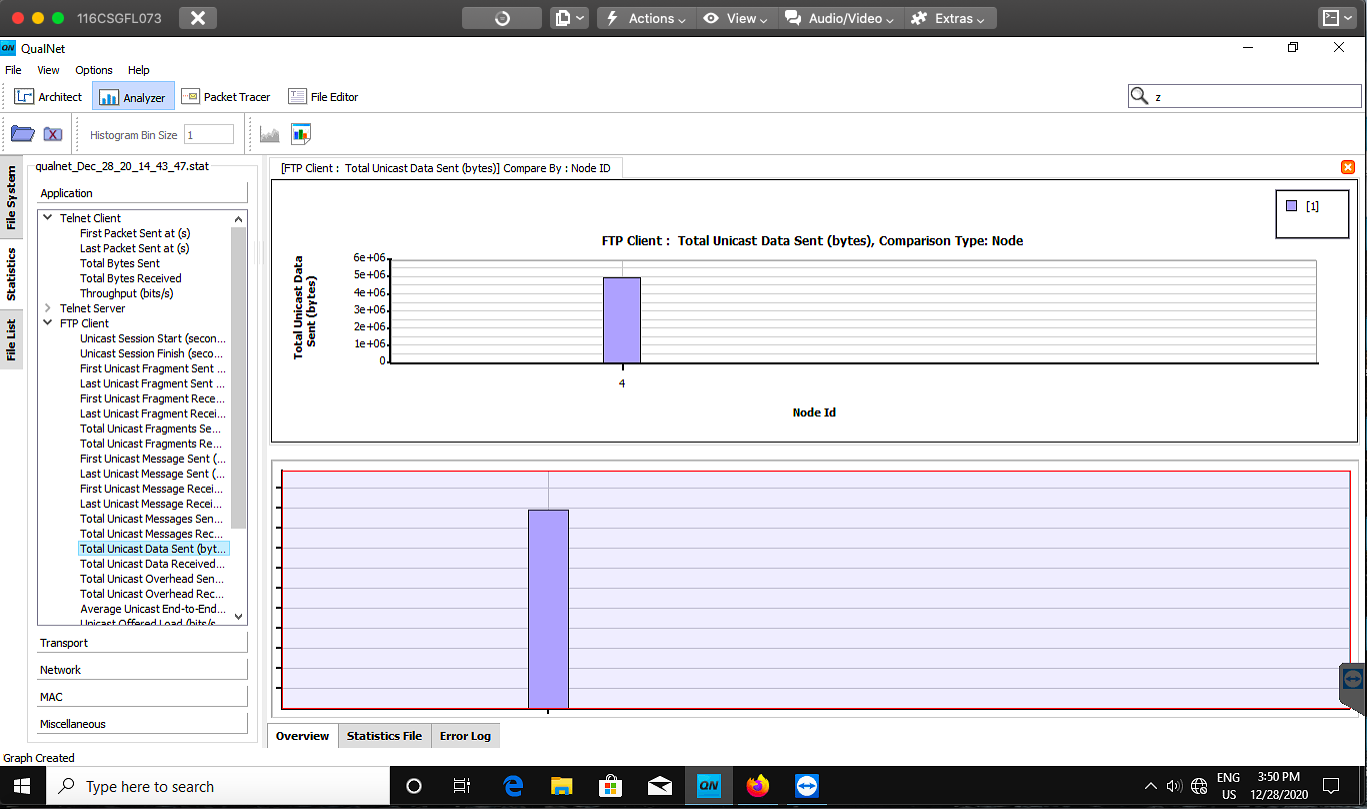 116CSGFL073
Actions
View
Audio/Video
Extras
QN QualNet
File View Options Help
Architect Analyzer Packet Tracer File Editor
z
Histogram Bin Size 1
File System
Statistics
File List
qualnet_Dec_28_20_14_43_47.stat
Application
Telnet Client
First Packet Sent at (s)
Last Packet Sent at (s)
Total Bytes Sent
Total Bytes Received
Throughput (bits/s)
Telnet Server
FTP Client
Unicast Session Start (secon...
Unicast Session Finish (seco...
First Unicast Fragment Sent ...
Last Unicast Fragment Sent ...
First Unicast Fragment Rece...
Last Unicast Fragment Recei...
Total Unicast Fragments Se...
Total Unicast Fragments Re...
First Unicast Message Sent (...
Last Unicast Message Sent (...
First Unicast Message Recei...
Last Unicast Message Recei...
Total Unicast Messages Sen...
Total Unicast Messages Rec...
Total Unicast Data Sent (byt...
Total Unicast Data Received...
Total Unicast Overhead Sen...
Total Unicast Overhead Rec...
Average Unicast End-to-End...
Unicast Offered Load (bits/s
Transport
Network
MAC
Miscellaneous
[FTP Client : Total Unicast Data Sent (bytes)] Compare By : Node ID
[1]
FTP Client : Total Unicast Data Sent (bytes), Comparison Type: Node
Total Unicast Data
Sent (bytes)
6e+06
5e+06
4e+06
3e+06
2e+06
1e+06
0
4
Node Id
Overview Statistics File Error Log
Graph Created
Type here to search
QN
ENG
US
3:50 PM
12/28/2020